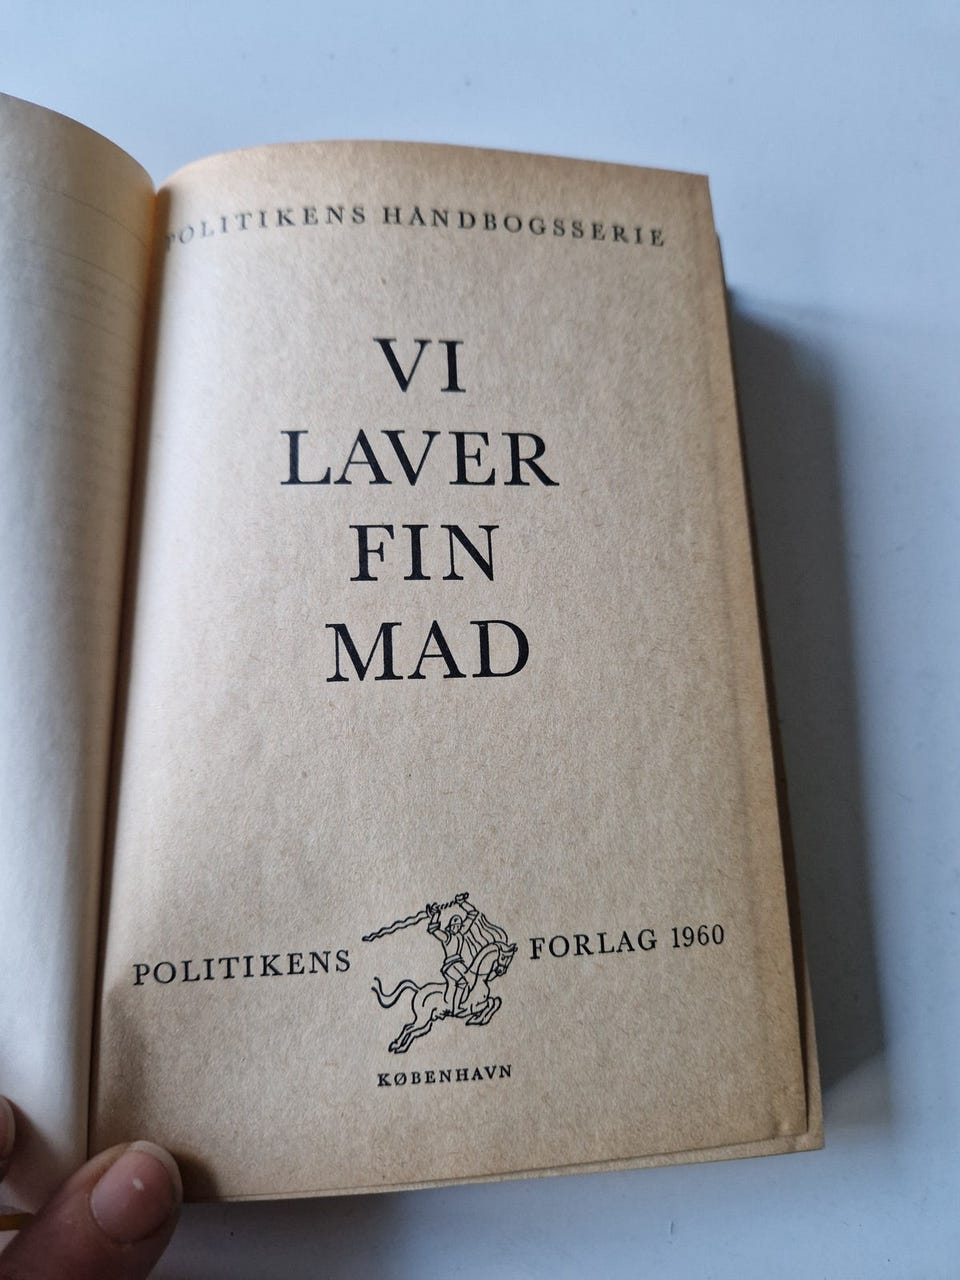 POLITIKENS HÅNDBOGSSERIE
VI
LAVER
FIN
MAD
POLITIKENS FORLAG 1960
KØBENHAVN